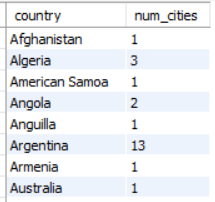 country num_cities
Afghanistan 1
Algeria 3
American Samoa 1
Angola 2
Anguilla 1
Argentina 13
Armenia 1
Australia 1